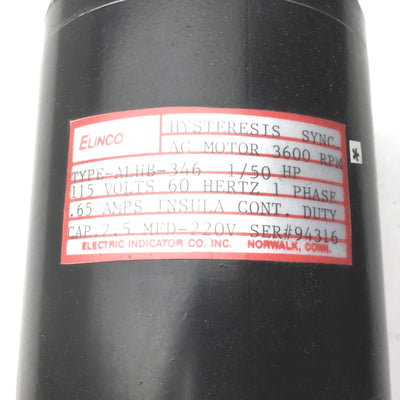 ELINCO
HYSTERESIS SYNC.
AC MOTOR 3600 RPM
TYPE-ALHB-346 1/50 HP
115 VOLTS 60 HERTZ 1 PHASE
.65 AMPS INSULA CONT. DUTY
CAP.2.5 MFD-220V SER#94316
ELECTRIC INDICATOR CO. INC. NORWALK, CONN.
*